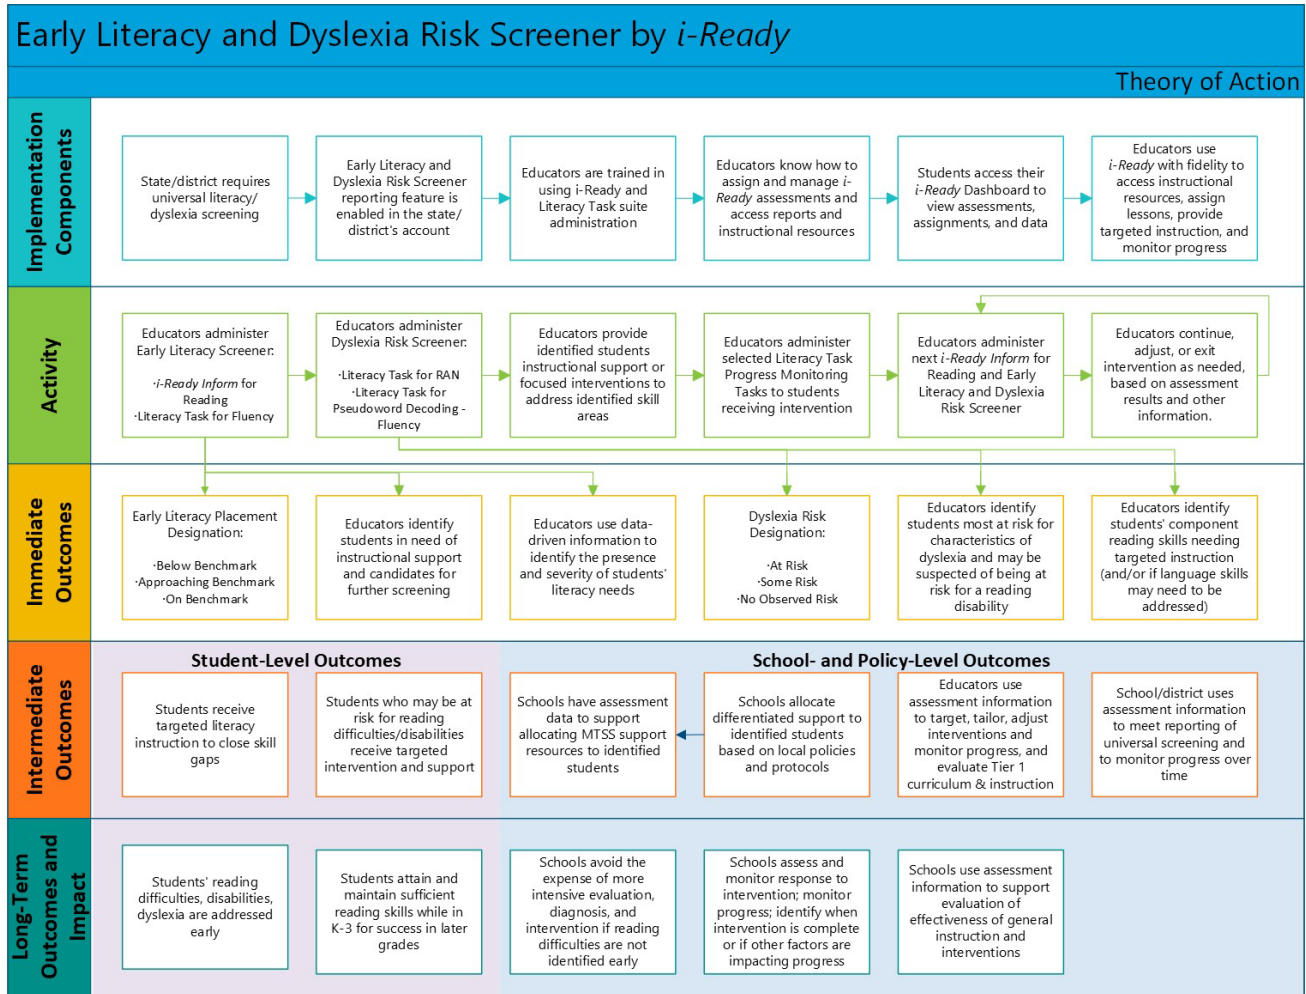 Early Literacy and Dyslexia Risk Screener by i-Ready
Theory of Action
Implementation
Components
State/district requires
universal literacy/
dyslexia screening
Early Literacy and
Dyslexia Risk Screener
reporting feature is
enabled in the state/
district's account
Educators are trained in
using i-Ready and
Literacy Task suite
administration
Educators know how to
assign and manage i-
Ready assessments and
access reports and
instructional resources
Students access their
i-Ready Dashboard to
view assessments,
assignments, and data
Educators use
i-Ready with fidelity to
access instructional
resources, assign
lessons, provide
targeted instruction, and
monitor progress
Activity
Educators administer
Early Literacy Screener:
·i-Ready Inform for
Reading
·Literacy Task for Fluency
Educators administer
Dyslexia Risk Screener:
·Literacy Task for RAN
·Literacy Task for
Pseudoword Decoding -
Fluency
Educators provide
identified students
instructional support or
focused interventions to
address identified skill
areas
Educators administer
selected Literacy Task
Progress Monitoring
Tasks to students
receiving intervention
Educators administer
next i-Ready Inform for
Reading and Early
Literacy and Dyslexia
Risk Screener
Educators continue,
adjust, or exit
intervention as needed,
based on assessment
results and other
information.
Immediate
Outcomes
Early Literacy Placement
Designation:
·Below Benchmark
·Approaching Benchmark
·On Benchmark
Educators identify
students in need of
instructional support
and candidates for
further screening
Educators use data-
driven information to
identify the presence
and severity of students'
literacy needs
Dyslexia Risk
Designation:
·At Risk
·Some Risk
·No Observed Risk
Educators identify
students most at risk for
characteristics of
dyslexia and may be
suspected of being at
risk for a reading
disability
Educators identify
students' component
reading skills needing
targeted instruction
(and/or if language skills
may need to be
addressed)
Intermediate
Outcomes
Student-Level Outcomes
School- and Policy-Level Outcomes
Students receive
targeted literacy
instruction to close skill
gaps
Students who may be at
risk for reading
difficulties/disabilities
receive targeted
intervention and support
Schools have assessment
data to support
allocating MTSS support
resources to identified
students
Schools allocate
differentiated support to
identified students
based on local policies
and protocols
Educators use
assessment information
to target, tailor, adjust
interventions and
monitor progress, and
evaluate Tier 1
curriculum & instruction
School/district uses
assessment information
to meet reporting of
universal screening and
to monitor progress over
time
Long-Term
Outcomes and
Impact
Students' reading
difficulties, disabilities,
dyslexia are addressed
early
Students attain and
maintain sufficient
reading skills while in
K-3 for success in later
grades
Schools avoid the
expense of more
intensive evaluation,
diagnosis, and
intervention if reading
difficulties are not
identified early
Schools assess and
monitor response to
intervention; monitor
progress; identify when
intervention is complete
or if other factors are
impacting progress
Schools use assessment
information to support
evaluation of
effectiveness of general
instruction and
interventions